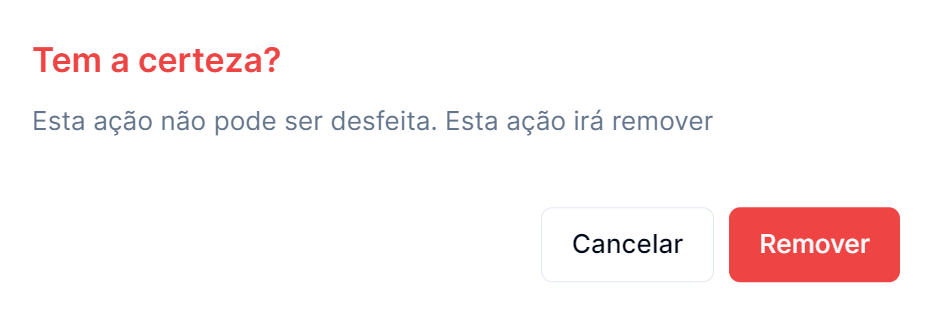 Tem a certeza?
Esta ação não pode ser desfeita. Esta ação irá remover
Cancelar
Remover